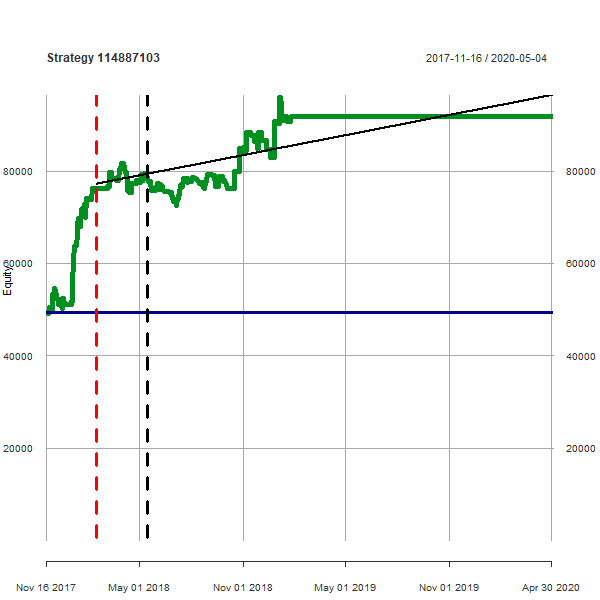 Strategy 114887103 2017-11-16 / 2020-05-04
80000 80000
60000 60000
Equity
40000 40000
20000 20000
Nov 16 2017 May 01 2018 Nov 01 2018 May 01 2019 Nov 01 2019 Apr 30 2020